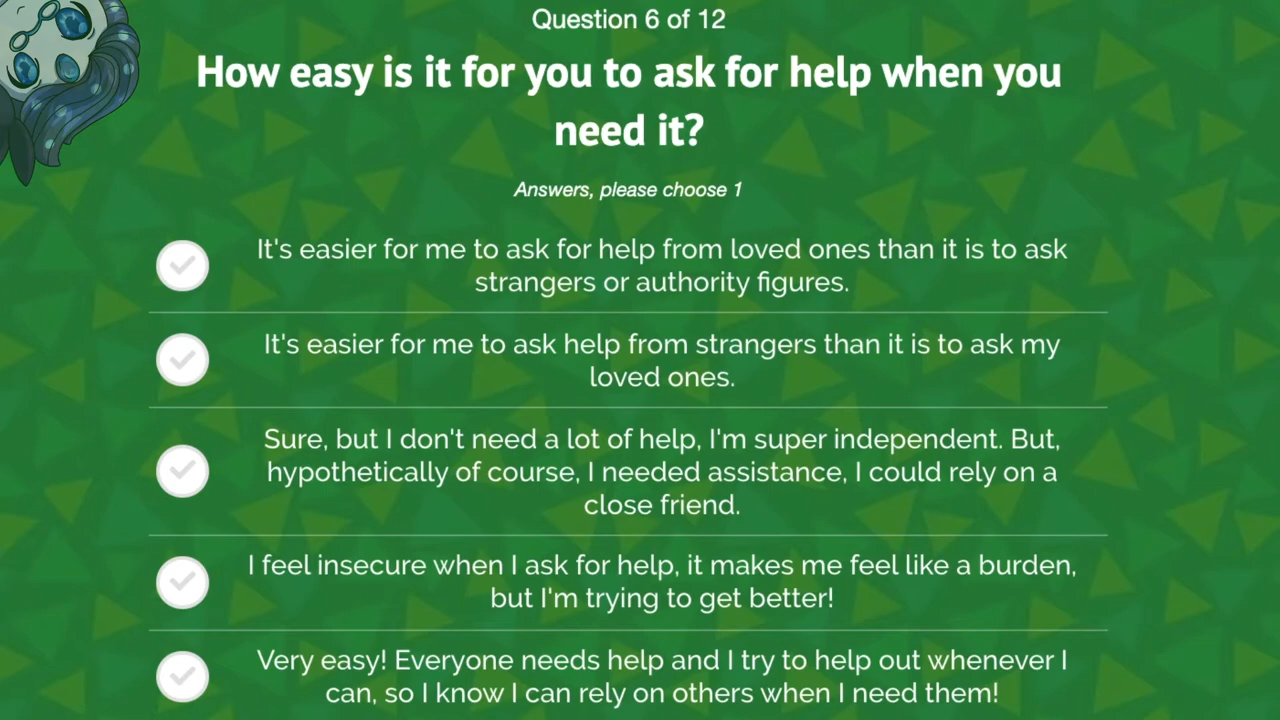 Question 6 of 12
How easy is it for you to ask for help when you
need it?
Answers, please choose 1
It's easier for me to ask for help from loved ones than it is to ask
strangers or authority figures.
It's easier for me to ask help from strangers than it is to ask my
loved ones.
Sure, but I don't need a lot of help, I'm super independent. But,
hypothetically of course, I needed assistance, I could rely on a
close friend.
I feel insecure when I ask for help, it makes me feel like a burden,
but I'm trying to get better!
Very easy! Everyone needs help and I try to help out whenever I
can, so I know I can rely on others when I need them!